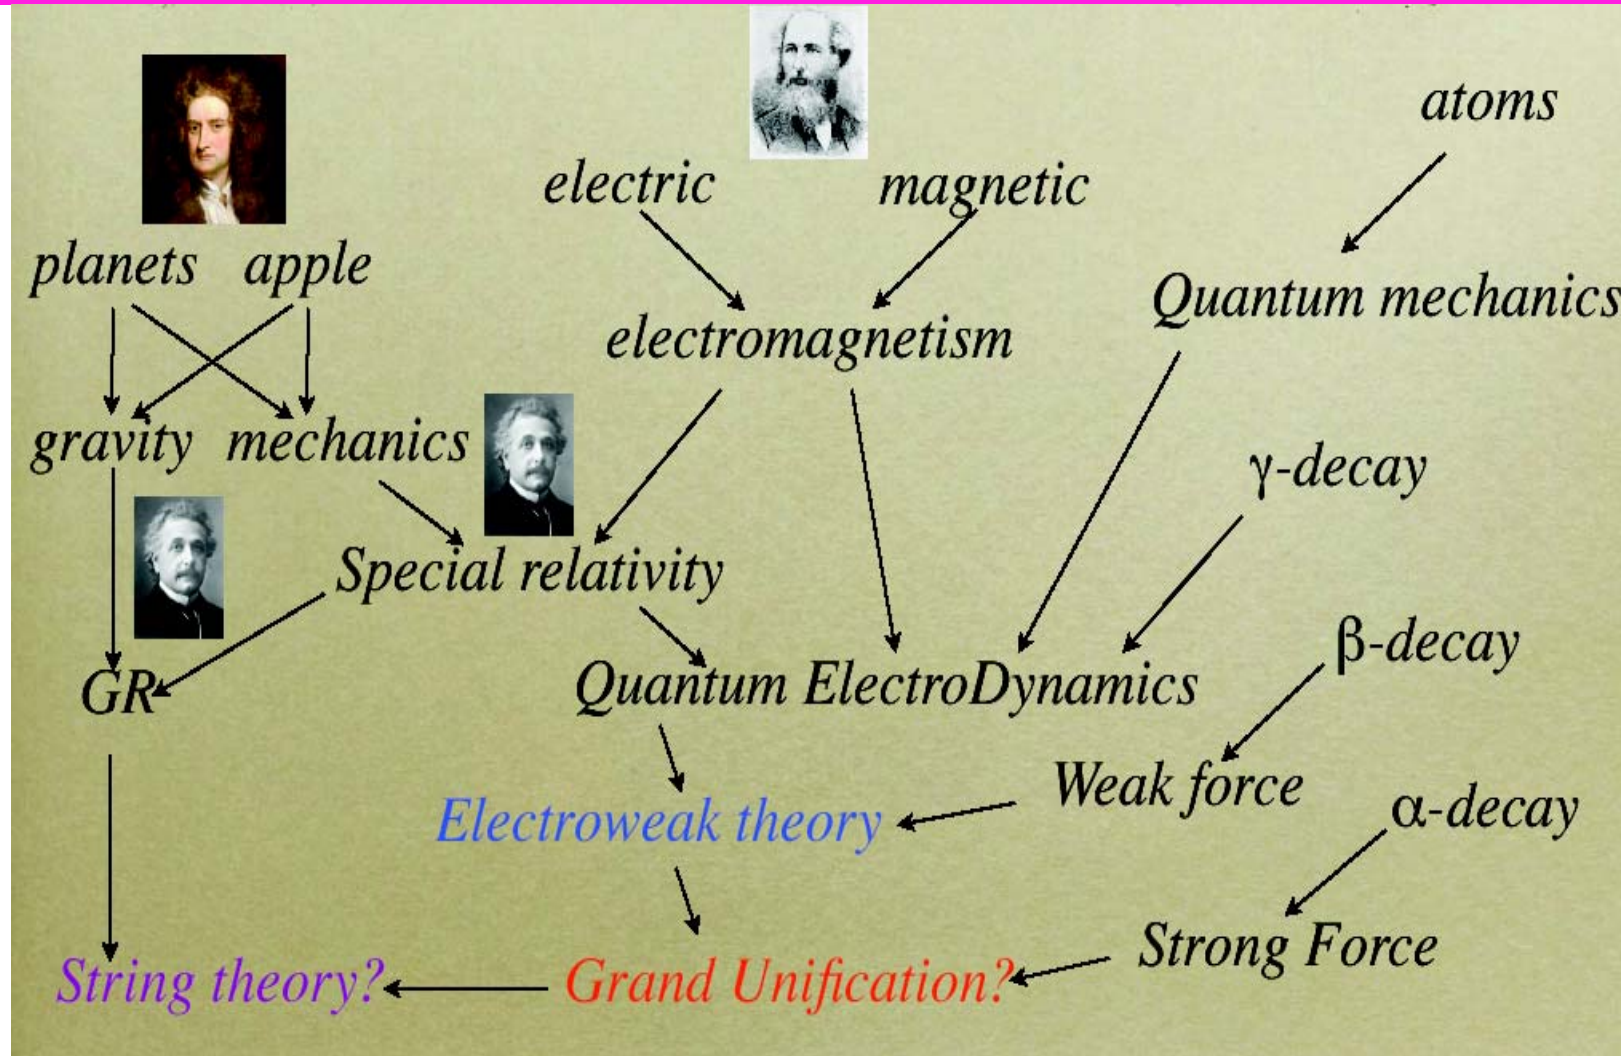 atoms
electric magnetic
planets apple
Quantum mechanics
electromagnetism
gravity mechanics
γ-decay
Special relativity
β-decay
GR
Quantum ElectroDynamics
Weak force
α-decay
Electroweak theory
Strong Force
String theory?
Grand Unification?